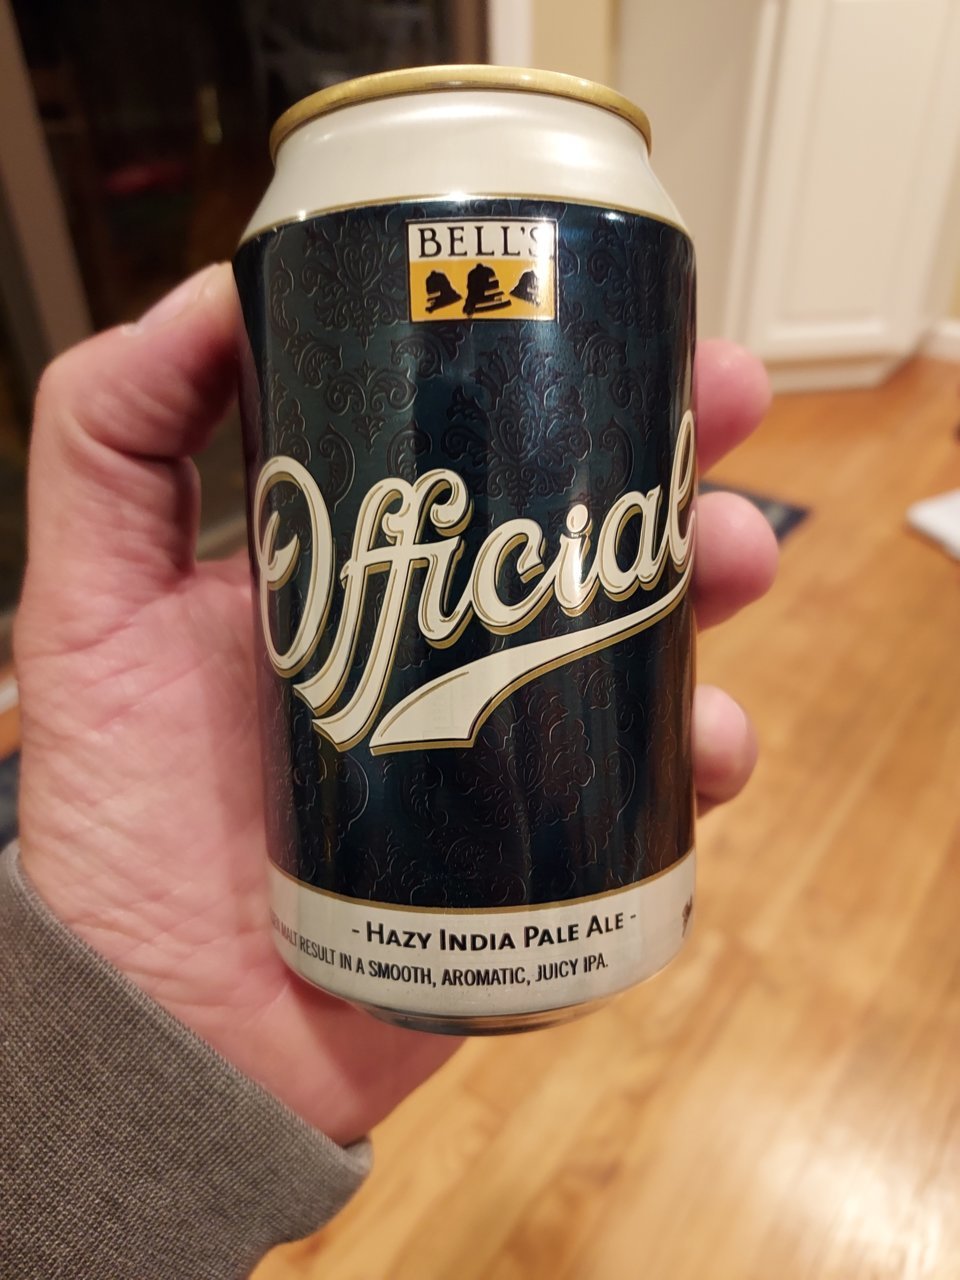 BELL'S
Official
- HAZY INDIA PALE ALE -
MALT RESULT IN A SMOOTH, AROMATIC, JUICY IPA.